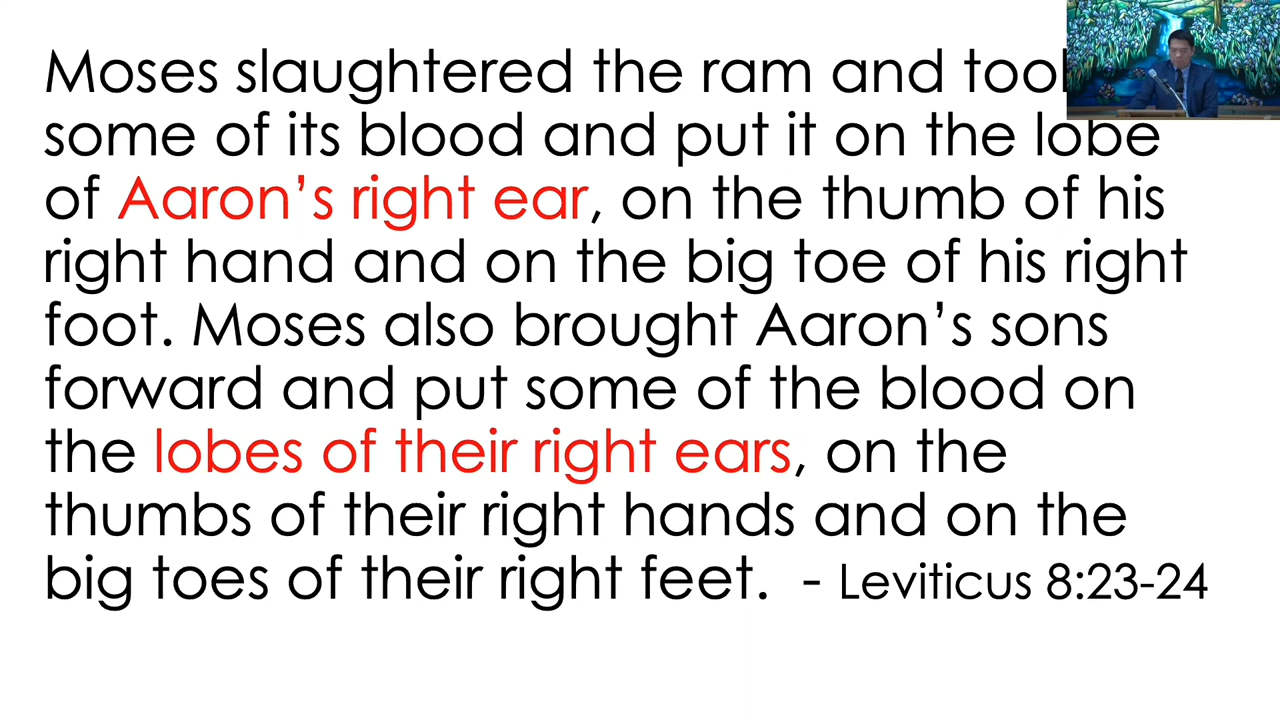 Moses slaughtered the ram and too
some of its blood and put it on the lobe
of Aaron's right ear, on the thumb of his
right hand and on the big toe of his right
foot. Moses also brought Aaron's sons
forward and put some of the blood on
the lobes of their right ears, on the
thumbs of their right hands and on the
big toes of their right feet. - Leviticus 8:23-24